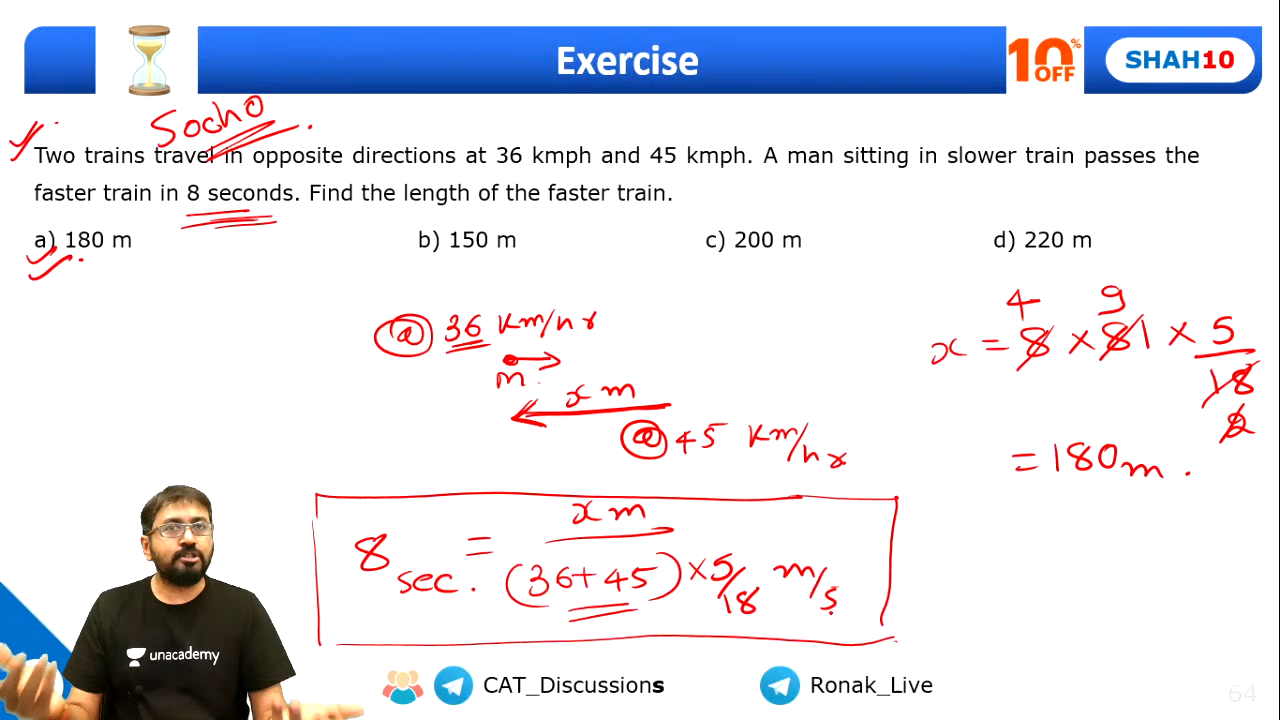 Exercise
10% OFF
SHAH10
Socho
Two trains travel in opposite directions at 36 kmph and 45 kmph. A man sitting in slower train passes the
faster train in 8 seconds. Find the length of the faster train.
a) 180 m b) 150 m c) 200 m d) 220 m
@ 36 km/hr
m
x m
@ 45 km/hr
4 9
x = 8 × 81 × 5/18
2
= 180 m.
8 sec. = x m / (36+45) × 5/18 m/s
unacademy
CAT_Discussions
Ronak_Live
64